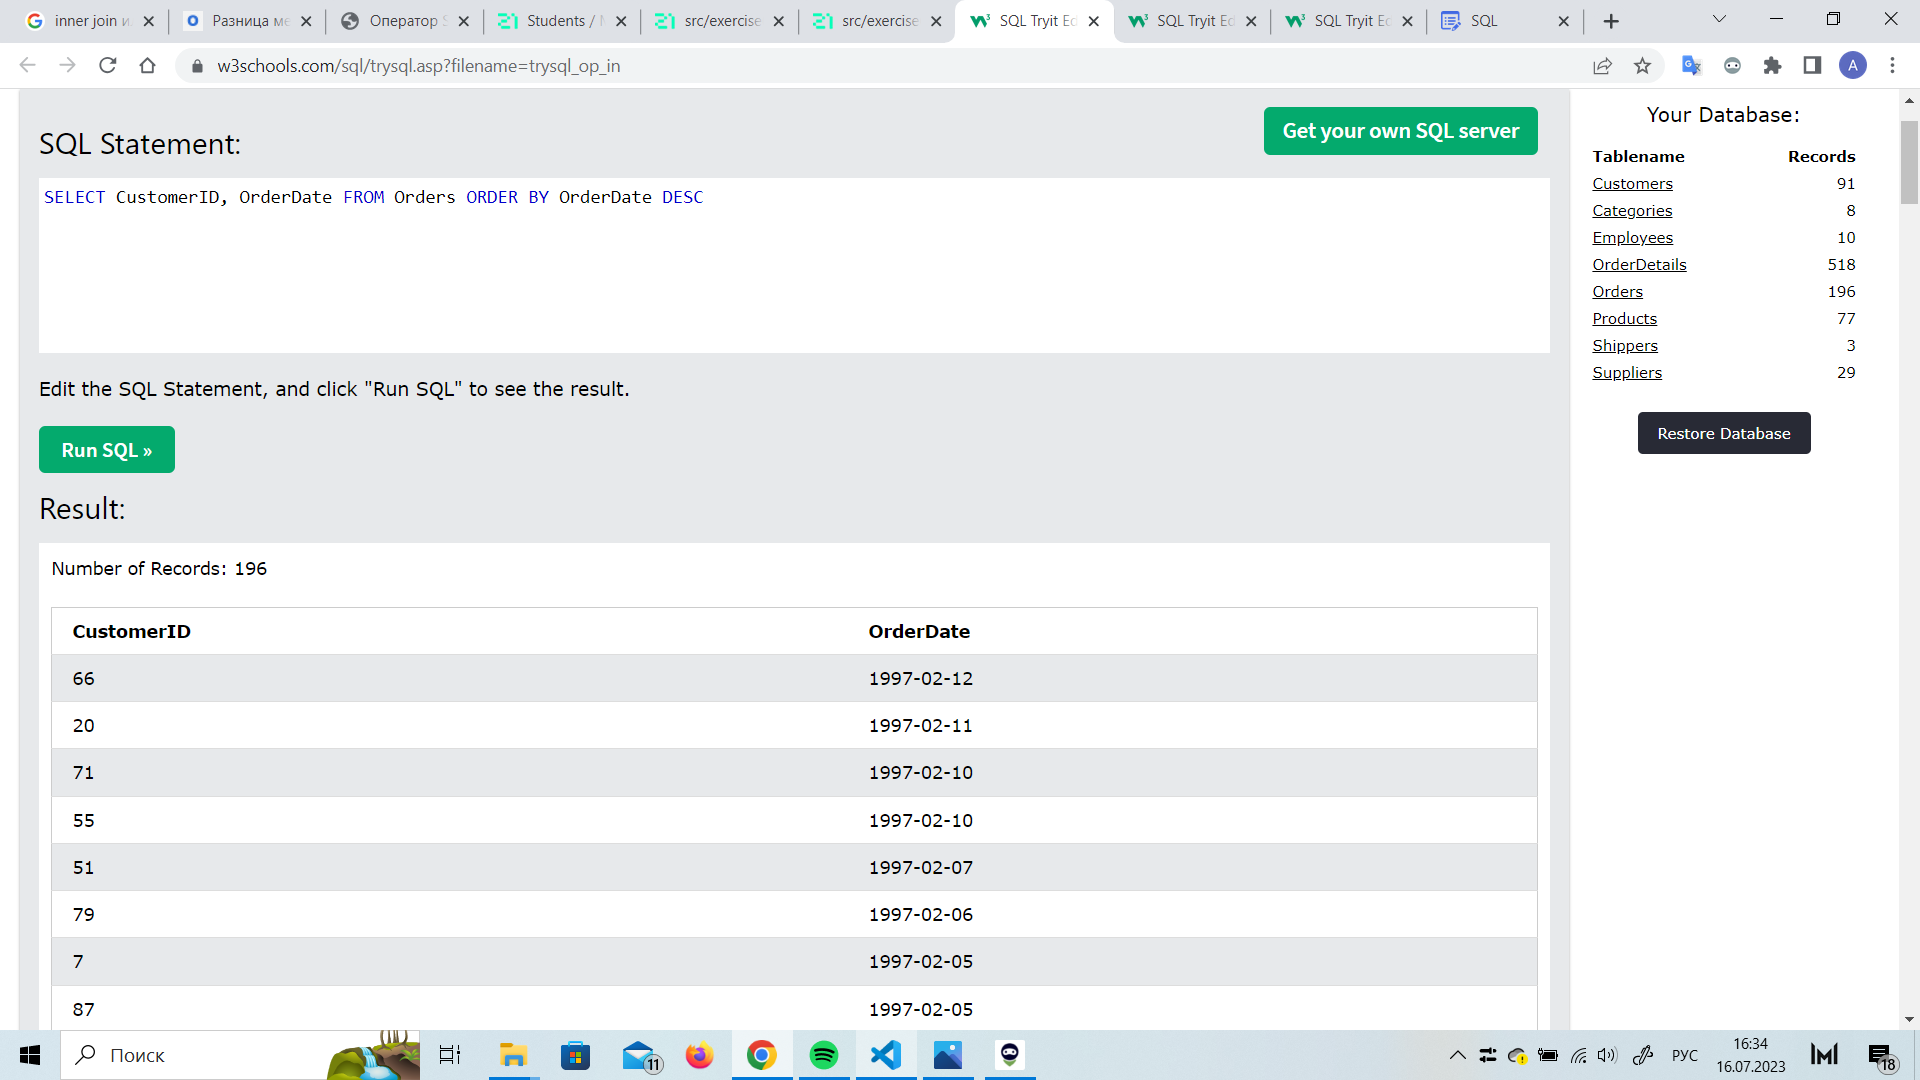 inner join и
Разница ме
Оператор S
Students / M
src/exercise
src/exercise
SQL Tryit Ed
SQL Tryit Ed
SQL Tryit Ed
SQL
w3schools.com/sql/trysql.asp?filename=trysql_op_in
A
SQL Statement:
Get your own SQL server
SELECT CustomerID, OrderDate FROM Orders ORDER BY OrderDate DESC
Edit the SQL Statement, and click "Run SQL" to see the result.
Run SQL »
Result:
Number of Records: 196
CustomerID OrderDate
66 1997-02-12
20 1997-02-11
71 1997-02-10
55 1997-02-10
51 1997-02-07
79 1997-02-06
7 1997-02-05
87 1997-02-05
Your Database:
Tablename Records
Customers 91
Categories 8
Employees 10
OrderDetails 518
Orders 196
Products 77
Shippers 3
Suppliers 29
Restore Database
Поиск
11
РУС
16:34
16.07.2023
18